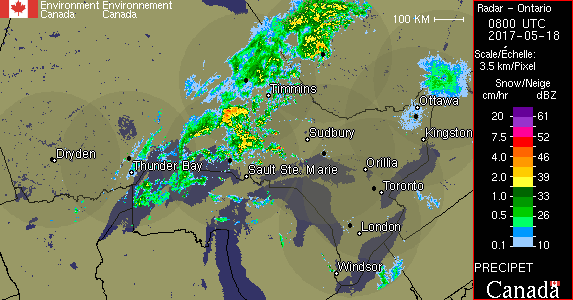 Environment Environnement
Canada Canada
100 KM
Timmins
Ottawa
Sudbury
Kingston
Dryden
Thunder Bay
Sault Ste. Marie
Orillia
Toronto
London
Windsor
Radar - Ontario
0800 UTC
2017-05-18
Scale/Échelle:
3.5 km/Pixel
Snow/Neige
cm/hr dBZ
20 61
7.5 52
4.0 46
2.0 39
1.0 33
0.5 26
0.1 10
PRECIPET
Canada